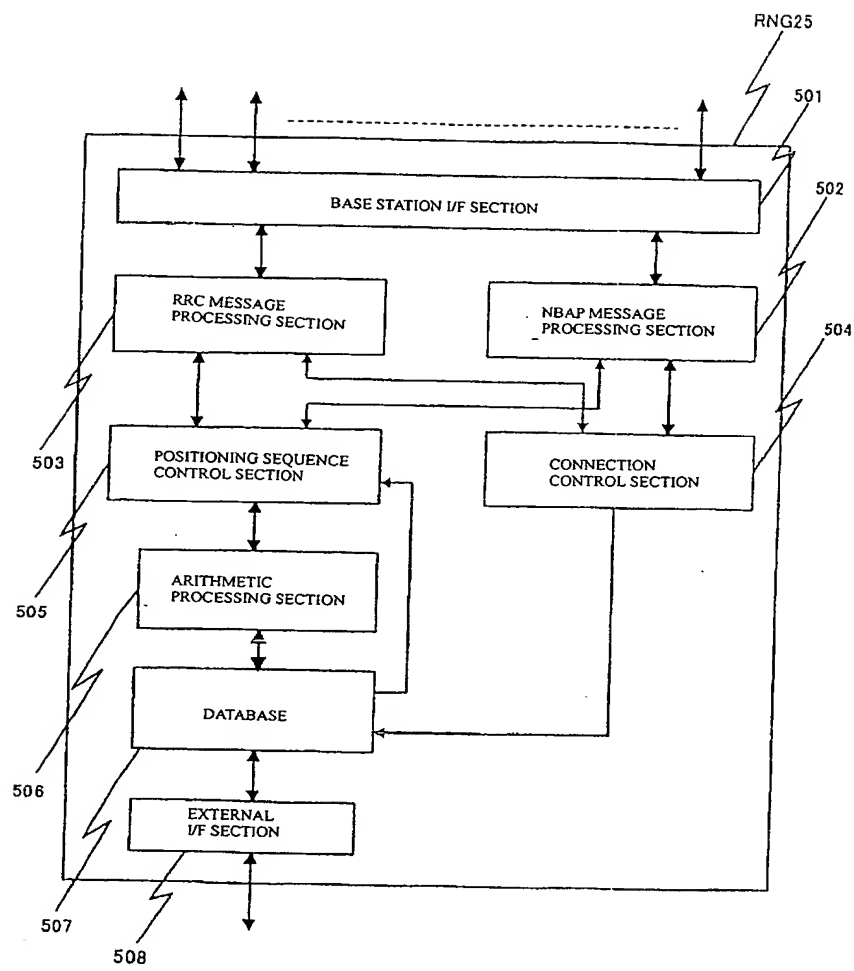 RNG25
501
BASE STATION I/F SECTION
502
RRC MESSAGE
PROCESSING SECTION
NBAP MESSAGE
PROCESSING SECTION
504
503
POSITIONING SEQUENCE
CONTROL SECTION
CONNECTION
CONTROL SECTION
505
ARITHMETIC
PROCESSING SECTION
506
DATABASE
507
EXTERNAL
I/F SECTION
508